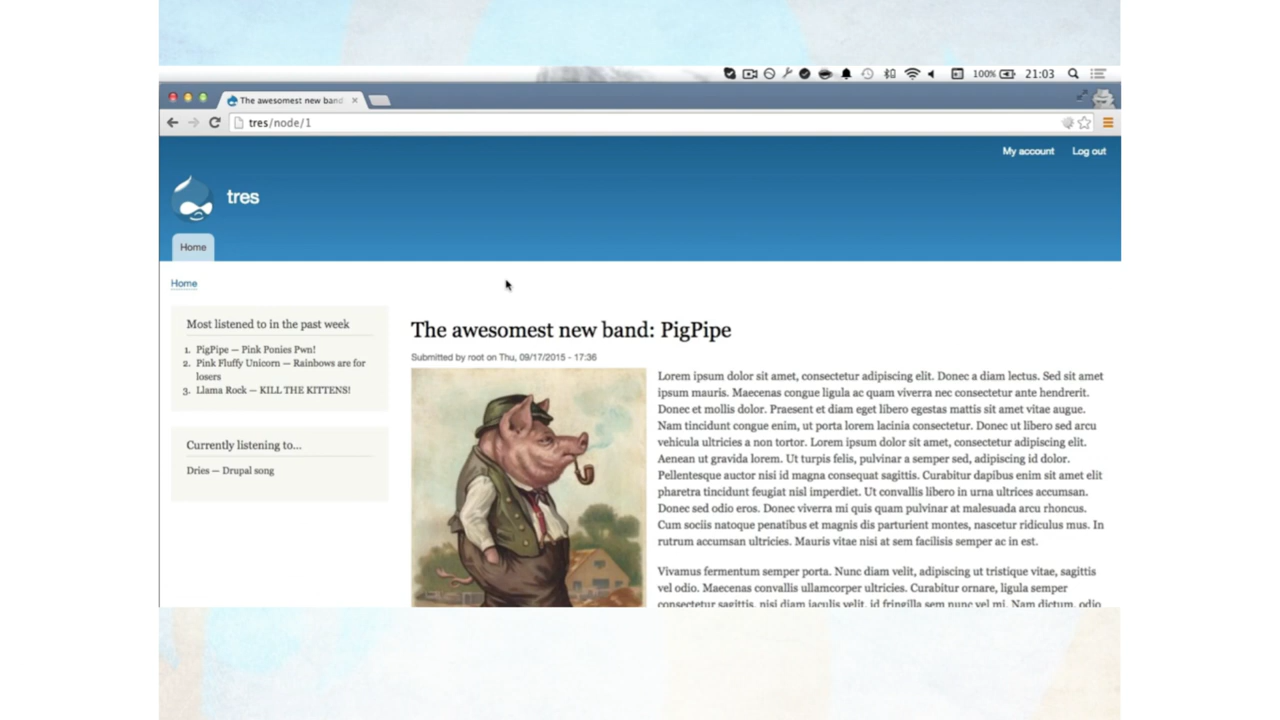 100% 21:03
The awesomest new band
tres/node/1
My account Log out
tres
Home
Home
Most listened to in the past week
1. PigPipe — Pink Ponies Pwn!
2. Pink Fluffy Unicorn — Rainbows are for
losers
3. Llama Rock — KILL THE KITTENS!
Currently listening to...
Dries — Drupal song
The awesomest new band: PigPipe
Submitted by root on Thu, 09/17/2015 - 17:36
Lorem ipsum dolor sit amet, consectetur adipiscing elit. Donec a diam lectus. Sed sit amet
ipsum mauris. Maecenas congue ligula ac quam viverra nec consectetur ante hendrerit.
Donec et mollis dolor. Praesent et diam eget libero egestas mattis sit amet vitae augue.
Nam tincidunt congue enim, ut porta lorem lacinia consectetur. Donec ut libero sed arcu
vehicula ultricies a non tortor. Lorem ipsum dolor sit amet, consectetur adipiscing elit.
Aenean ut gravida lorem. Ut turpis felis, pulvinar a semper sed, adipiscing id dolor.
Pellentesque auctor nisi id magna consequat sagittis. Curabitur dapibus enim sit amet elit
pharetra tincidunt feugiat nisl imperdiet. Ut convallis libero in urna ultrices accumsan.
Donec sed odio eros. Donec viverra mi quis quam pulvinar at malesuada arcu rhoncus.
Cum sociis natoque penatibus et magnis dis parturient montes, nascetur ridiculus mus. In
rutrum accumsan ultricies. Mauris vitae nisi at sem facilisis semper ac in est.
Vivamus fermentum semper porta. Nunc diam velit, adipiscing ut tristique vitae, sagittis
vel odio. Maecenas convallis ullamcorper ultricies. Curabitur ornare, ligula semper
consectetur sagittis, nisi diam iaculis velit, id fringilla sem nunc vel mi. Nam dictum, odio